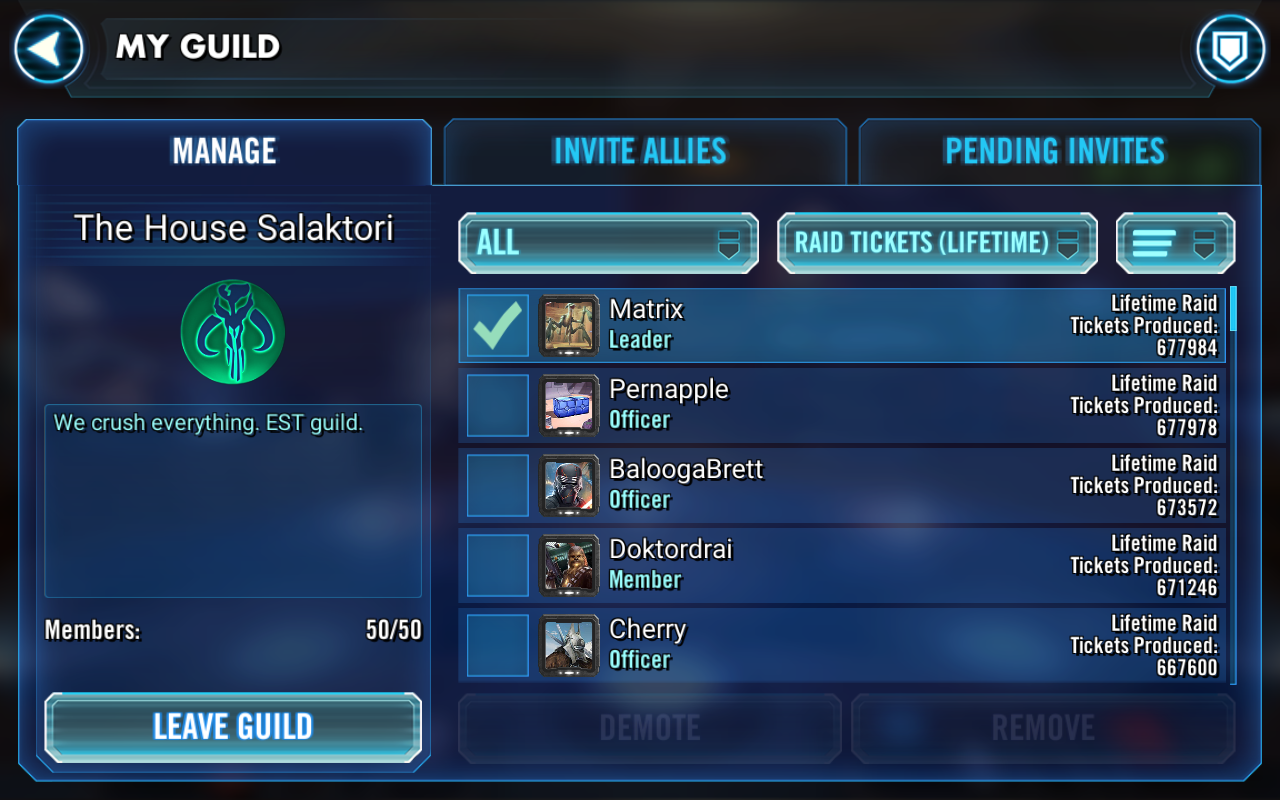 MY GUILD
MANAGE
INVITE ALLIES
PENDING INVITES
The House Salaktori
We crush everything. EST guild.
Members: 50/50
LEAVE GUILD
ALL
RAID TICKETS (LIFETIME)
Matrix
Leader
Lifetime Raid
Tickets Produced:
677984
Pernapple
Officer
Lifetime Raid
Tickets Produced:
677978
BaloogaBrett
Officer
Lifetime Raid
Tickets Produced:
673572
Doktordrai
Member
Lifetime Raid
Tickets Produced:
671246
Cherry
Officer
Lifetime Raid
Tickets Produced:
667600
DEMOTE
REMOVE